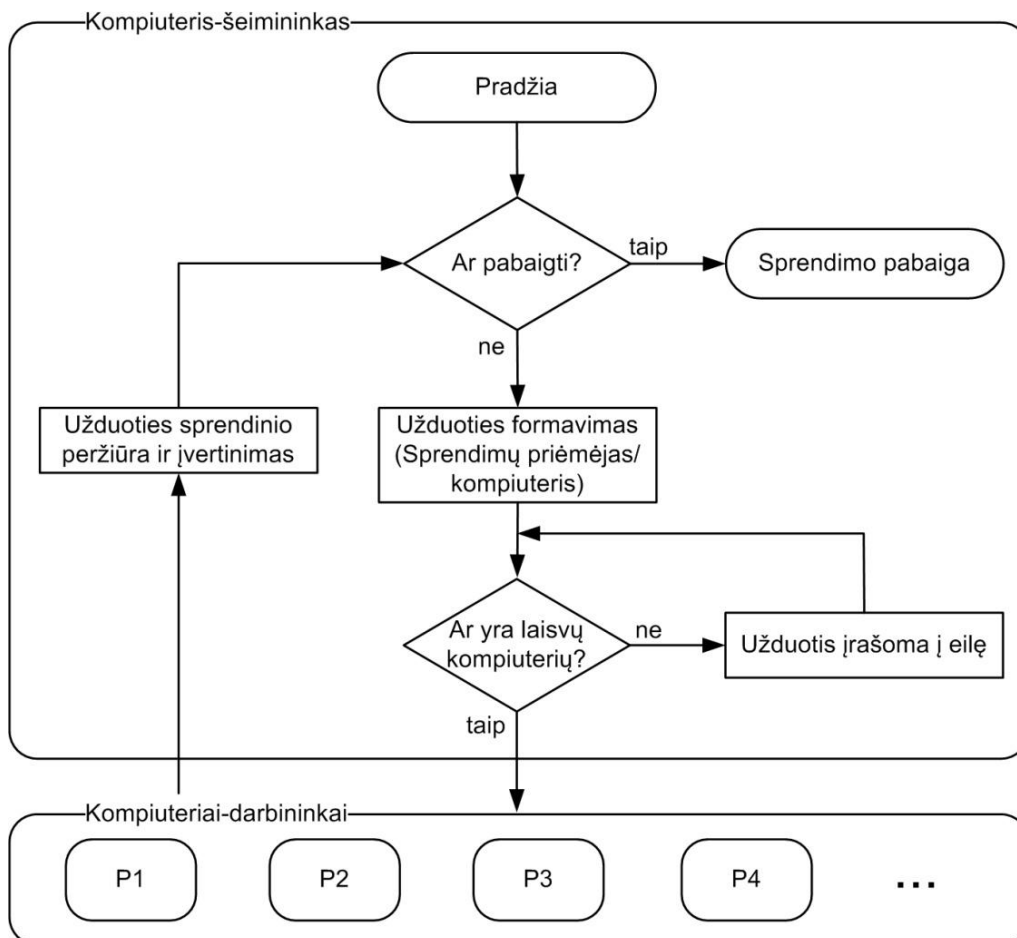 Kompiuteris-šeimininkas
Pradžia
Ar pabaigti?
taip
Sprendimo pabaiga
ne
Užduoties sprendinio
peržiūra ir įvertinimas
Užduoties formavimas
(Sprendimų priėmėjas/
kompiuteris)
Ar yra laisvų
kompiuterių?
ne
Užduotis įrašoma į eilę
taip
Kompiuteriai-darbininkai
P1
P2
P3
P4
...